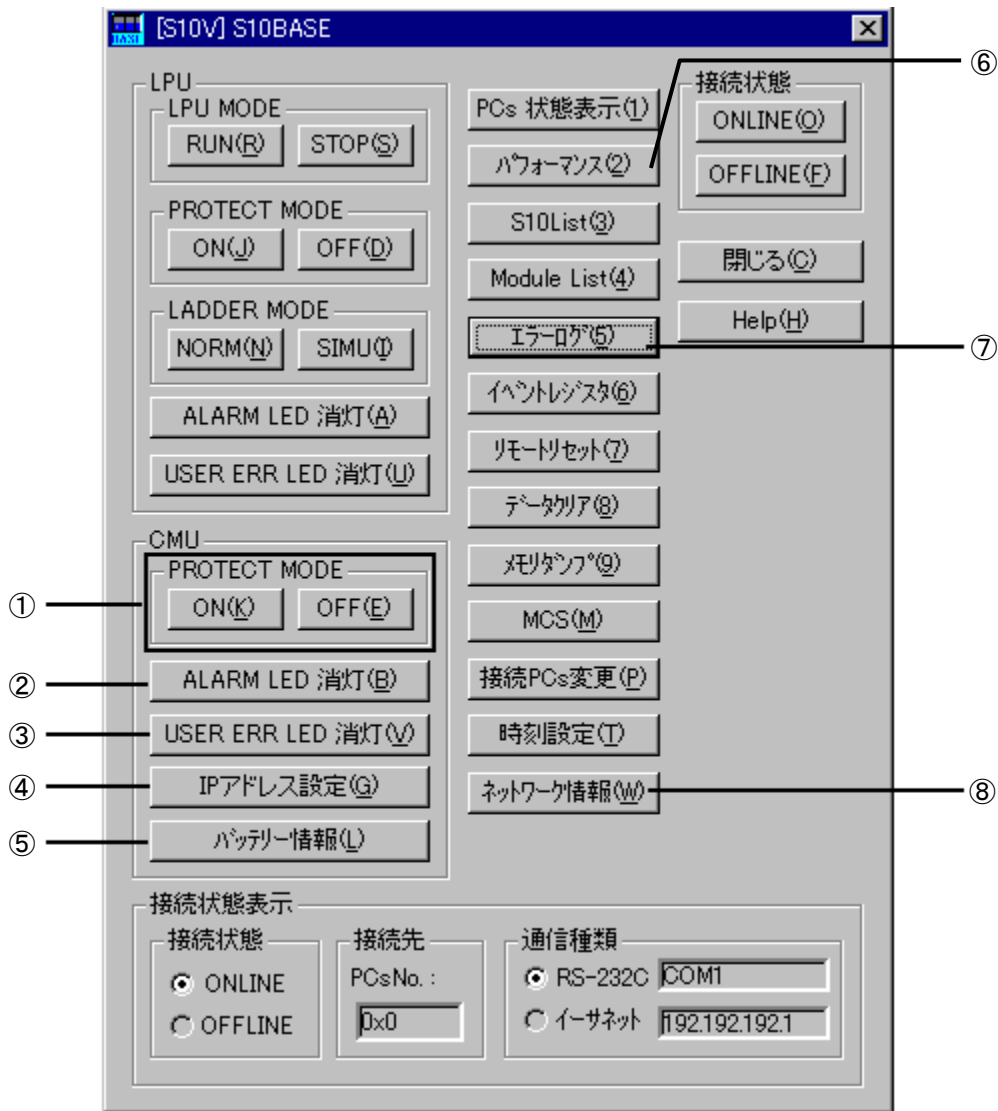 [S10V] S10BASE
BASE
LPU
LPU MODE
RUN(R) STOP(S)
PROTECT MODE
ON(J) OFF(D)
LADDER MODE
NORM(N) SIMU(I)
ALARM LED 消灯(A)
USER ERR LED 消灯(U)
CMU
PROTECT MODE
ON(K) OFF(E)
ALARM LED 消灯(B)
USER ERR LED 消灯(V)
IPアドレス設定(G)
バッテリー情報(L)
①
②
③
④
⑤
PCs 状態表示(1)
パフォーマンス(2)
S10List(3)
Module List(4)
エラーログ(5)
イベントレジスタ(6)
リモートリセット(7)
データクリア(8)
メモリダンプ(9)
MCS(M)
接続PCs変更(P)
時刻設定(T)
ネットワーク情報(W)
接続状態
ONLINE(O)
OFFLINE(F)
閉じる(C)
Help(H)
⑥
⑦
⑧
接続状態表示
接続状態
ONLINE
OFFLINE
接続先
PCsNo. :
0x0
通信種類
RS-232C COM1
イーサネット 192.192.192.1